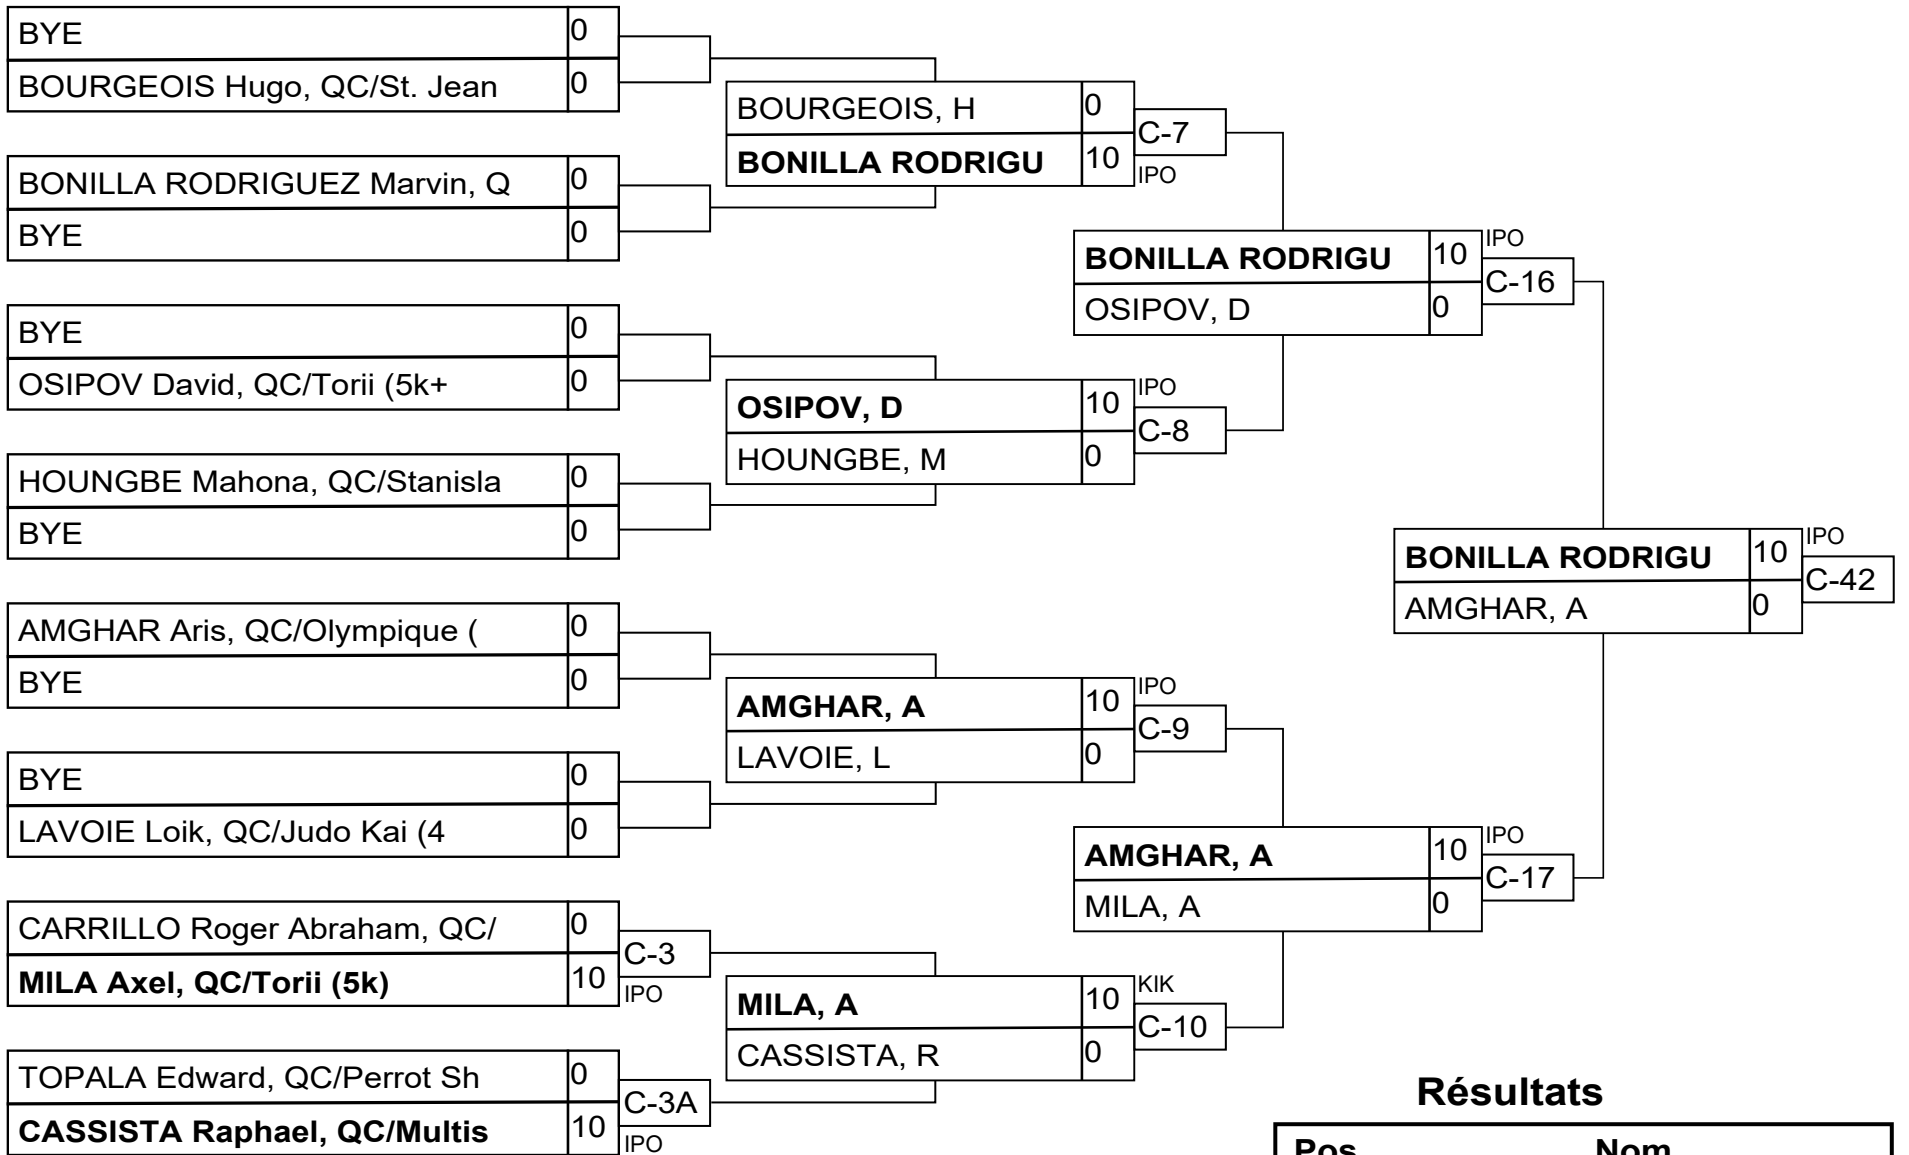 BYE 0
BOURGEOIS Hugo, QC/St. Jean 0
BONILLA RODRIGUEZ Marvin, Q 0
BYE 0
BYE 0
OSIPOV David, QC/Torii (5k+ 0
HOUNGBE Mahona, QC/Stanisla 0
BYE 0
AMGHAR Aris, QC/Olympique ( 0
BYE 0
BYE 0
LAVOIE Loik, QC/Judo Kai (4 0
CARRILLO Roger Abraham, QC/ 0
MILA Axel, QC/Torii (5k) 10
C-3
IPO
TOPALA Edward, QC/Perrot Sh 0
CASSISTA Raphael, QC/Multis 10
C-3A
IPO
BOURGEOIS, H 0
BONILLA RODRIGU 10
C-7
IPO
OSIPOV, D 10
HOUNGBE, M 0
IPO
C-8
AMGHAR, A 10
LAVOIE, L 0
IPO
C-9
MILA, A 10
CASSISTA, R 0
KIK
C-10
BONILLA RODRIGU 10
OSIPOV, D 0
IPO
C-16
AMGHAR, A 10
MILA, A 0
IPO
C-17
BONILLA RODRIGU 10
AMGHAR, A 0
IPO
C-42
Résultats
Pos Nom